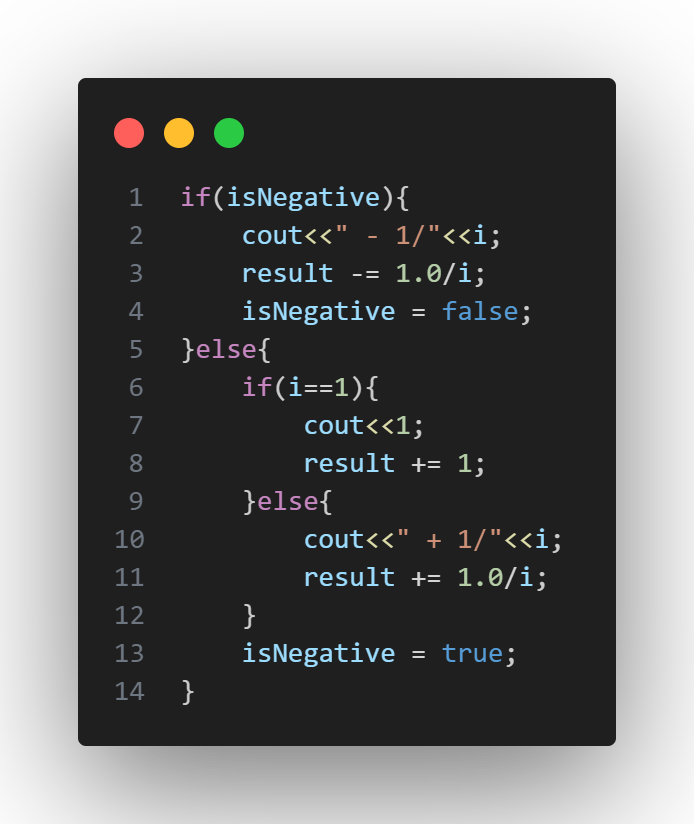 1 if(isNegative){
2     cout<<" - 1/"<<i;
3     result -= 1.0/i;
4     isNegative = false;
5 }else{
6     if(i==1){
7         cout<<1;
8         result += 1;
9     }else{
10         cout<<" + 1/"<<i;
11         result += 1.0/i;
12     }
13     isNegative = true;
14 }